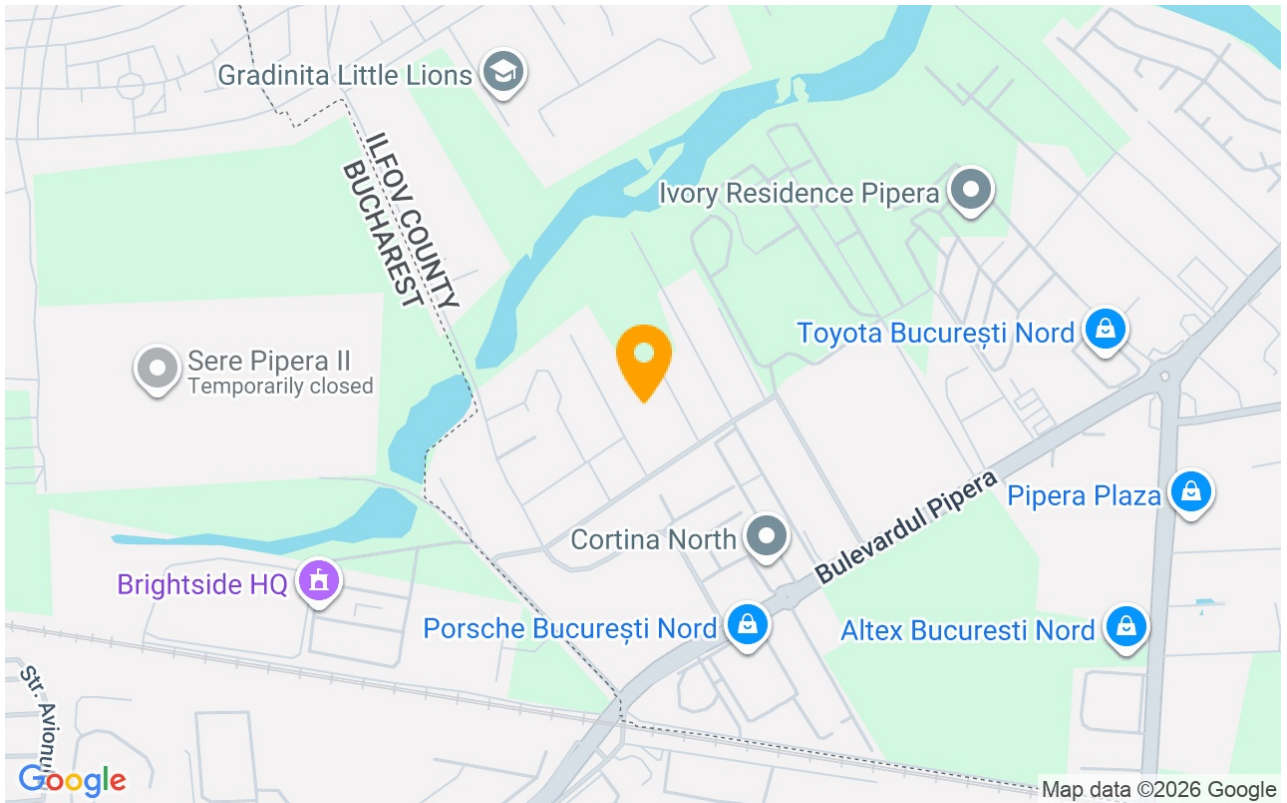 Gradinita Little Lions
ILFOV COUNTY
BUCHAREST
Ivory Residence Pipera
Toyota București Nord
Sere Pipera II
Temporarily closed
Bulevardul Pipera
Pipera Plaza
Cortina North
Brightside HQ
Porsche București Nord
Altex Bucuresti Nord
Str.
Google
Map data ©2026 Google